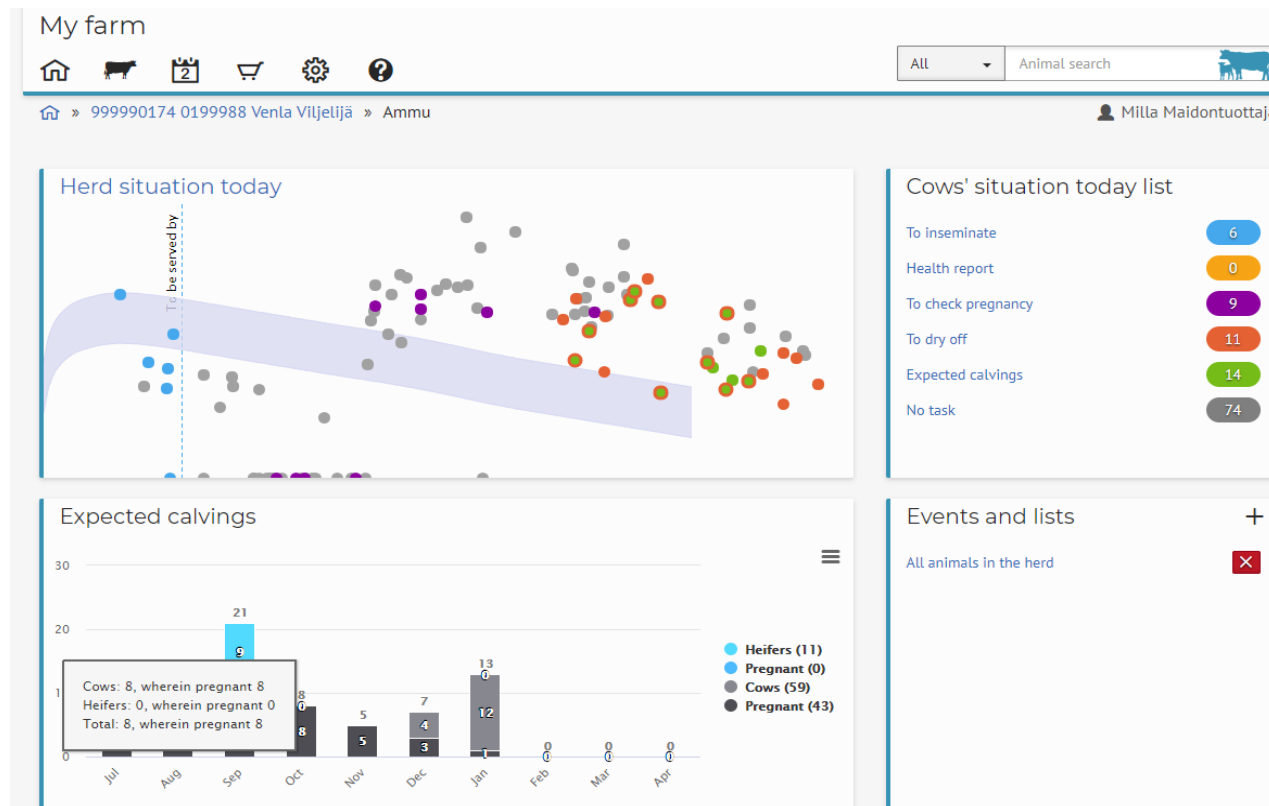 My farm
2
All
Animal search
» 999990174 0199988 Venla Viljelijä » Ammu
Milla Maidontuottaja
Herd situation today
To be served by
Cows' situation today list
To inseminate 6
Health report 0
To check pregnancy 9
To dry off 11
Expected calvings 14
No task 74
Expected calvings
30
20
21
9
Cows: 8, wherein pregnant 8
Heifers: 0, wherein pregnant 0
Total: 8, wherein pregnant 8
8
0
8
5
5
7
4
3
13
0
12
1
0
0
0
0
0
0
0
Jul Aug Sep Oct Nov Dec Jan Feb Mar Apr
Heifers (11)
Pregnant (0)
Cows (59)
Pregnant (43)
Events and lists +
All animals in the herd